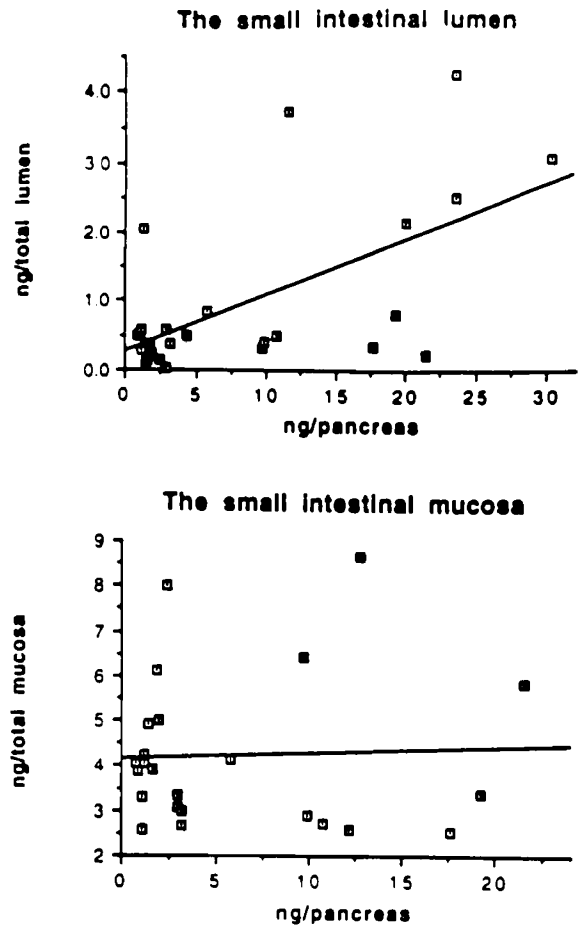 The small intestinal lumen
ng/total lumen
4.0
3.0
2.0
1.0
0.0
0 5 10 15 20 25 30
ng/pancreas
The small intestinal mucosa
ng/total mucosa
9
8
7
6
5
4
3
2
0 5 10 15 20
ng/pancreas